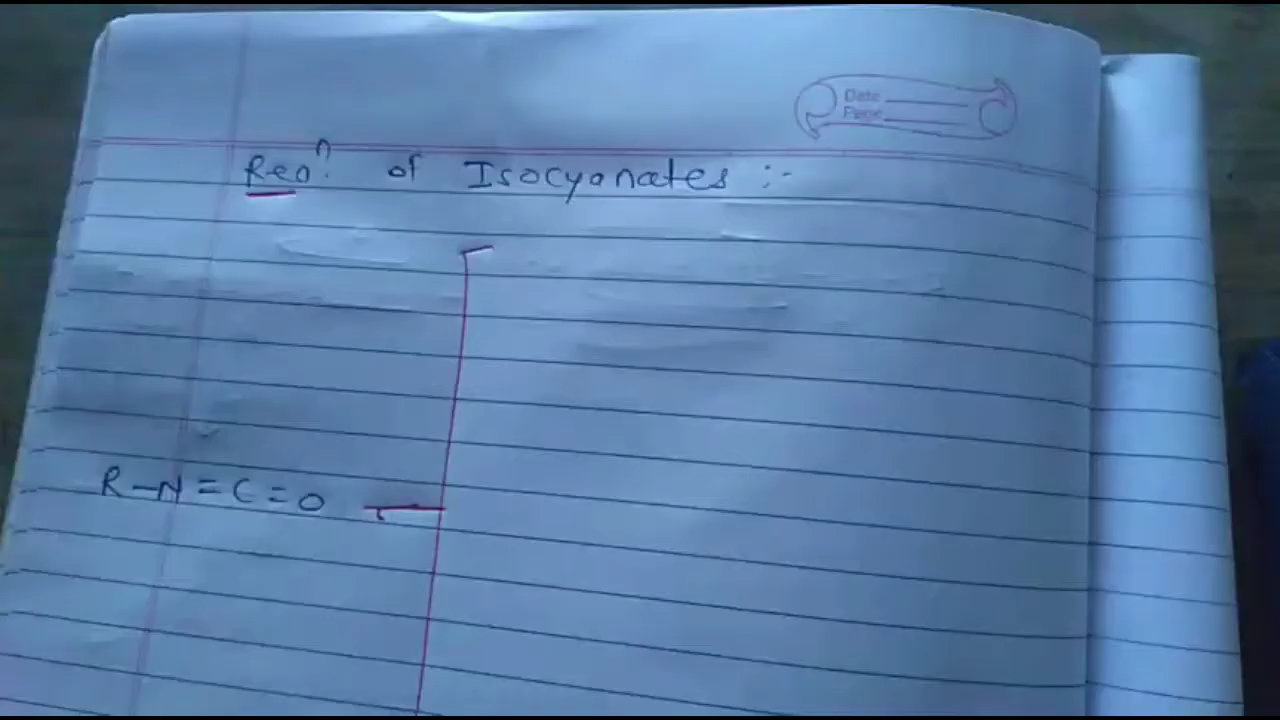 Date
Page
Rea^n. of Isocyanates :-
R-N=C=O